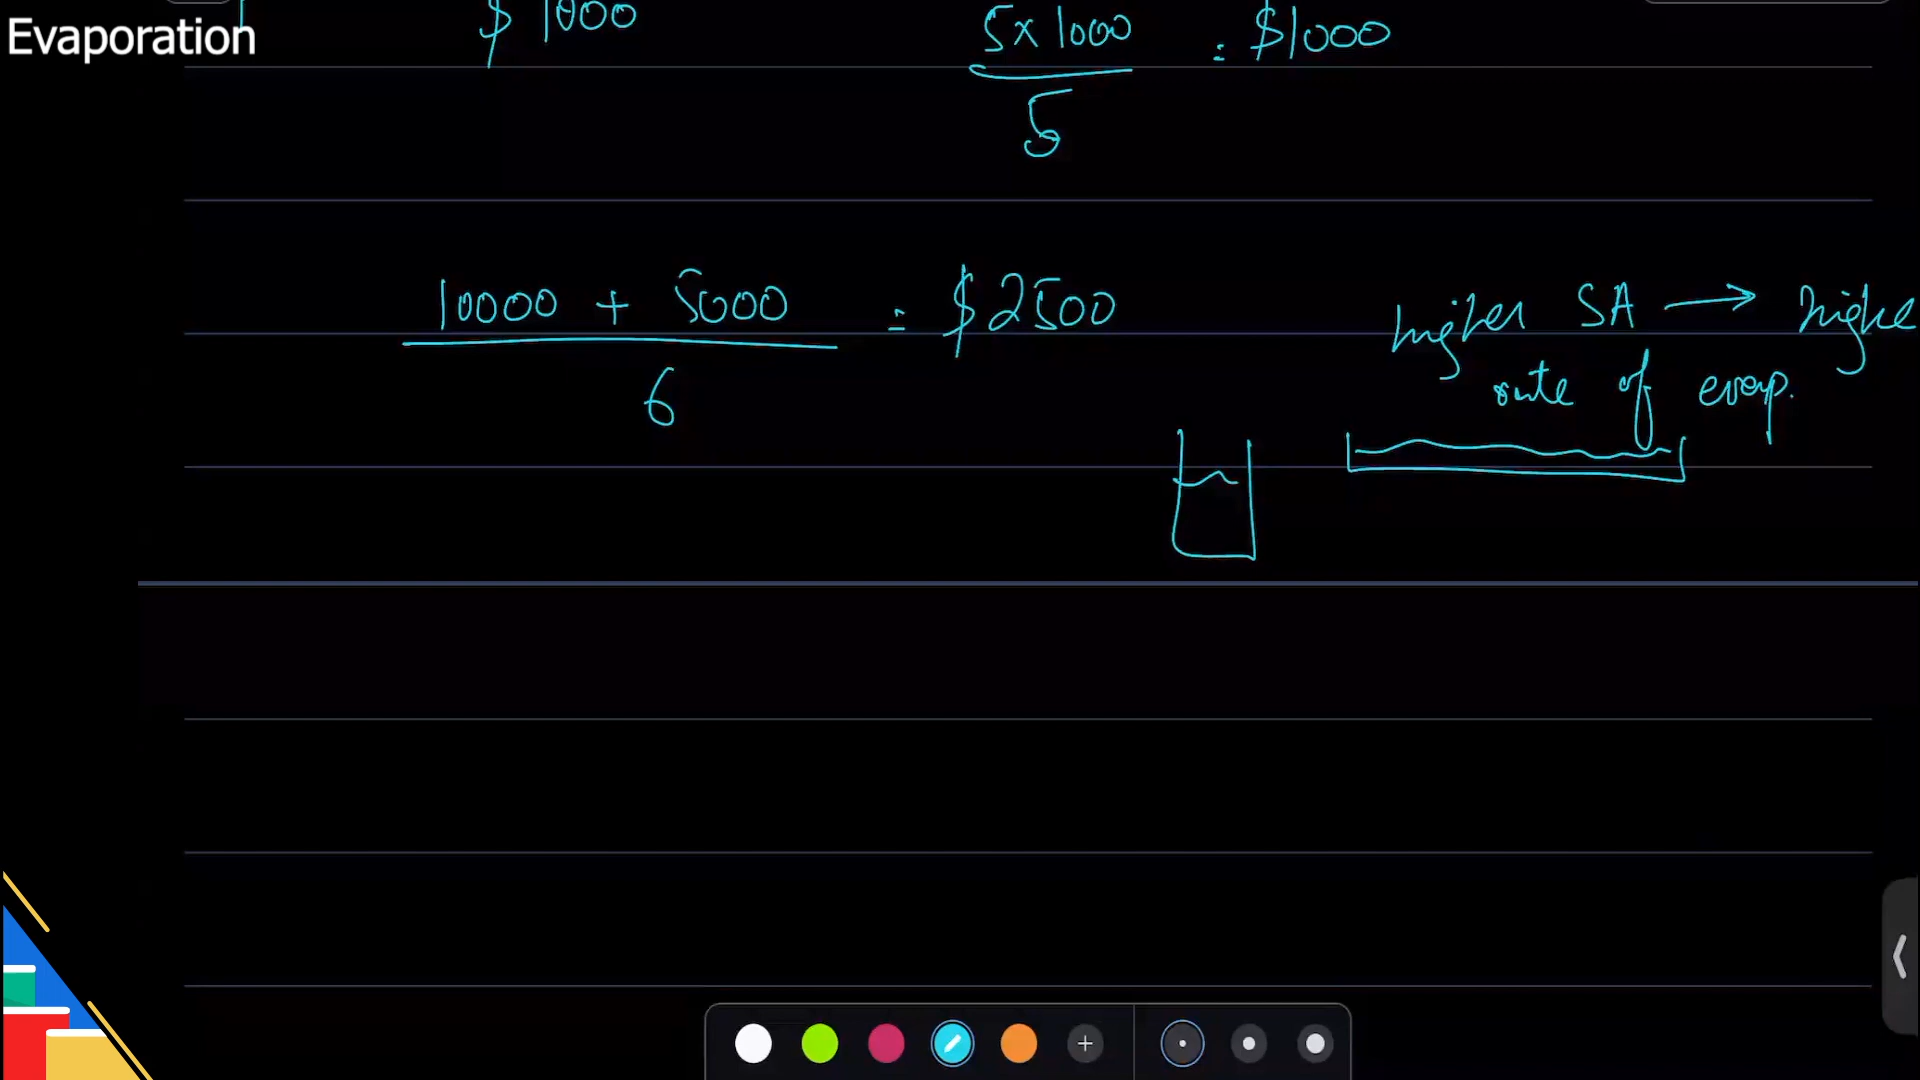 Evaporation
$ 1000
5 x 1000 = $1000
5
10000 + 5000 = $2500
6
higher SA → highe
rate of evap.